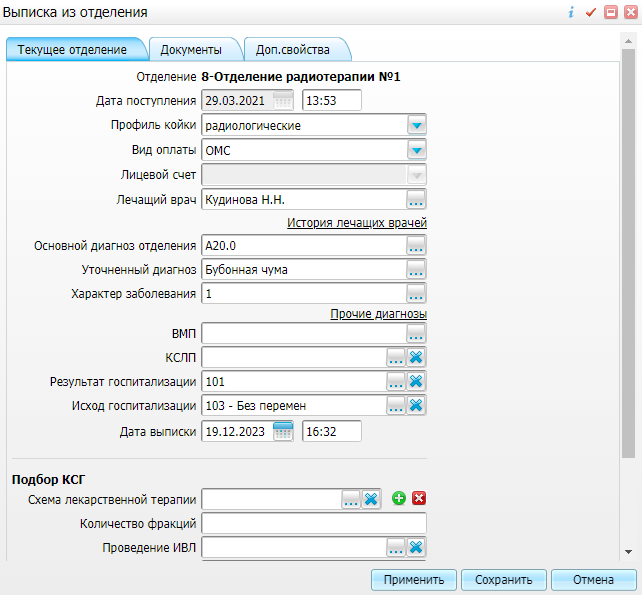 Выписка из отделения
Текущее отделение Документы Доп.свойства
Отделение 8-Отделение радиотерапии №1
Дата поступления 29.03.2021 13:53
Профиль койки радиологические
Вид оплаты ОМС
Лицевой счет
Лечащий врач Кудинова Н.Н.
История лечащих врачей
Основной диагноз отделения A20.0
Уточненный диагноз Бубонная чума
Характер заболевания 1
Прочие диагнозы
ВМП
КСЛП
Результат госпитализации 101
Исход госпитализации 103 - Без перемен
Дата выписки 19.12.2023 16:32
Подбор КСГ
Схема лекарственной терапии
Количество фракций
Проведение ИВЛ
Применить Сохранить Отмена